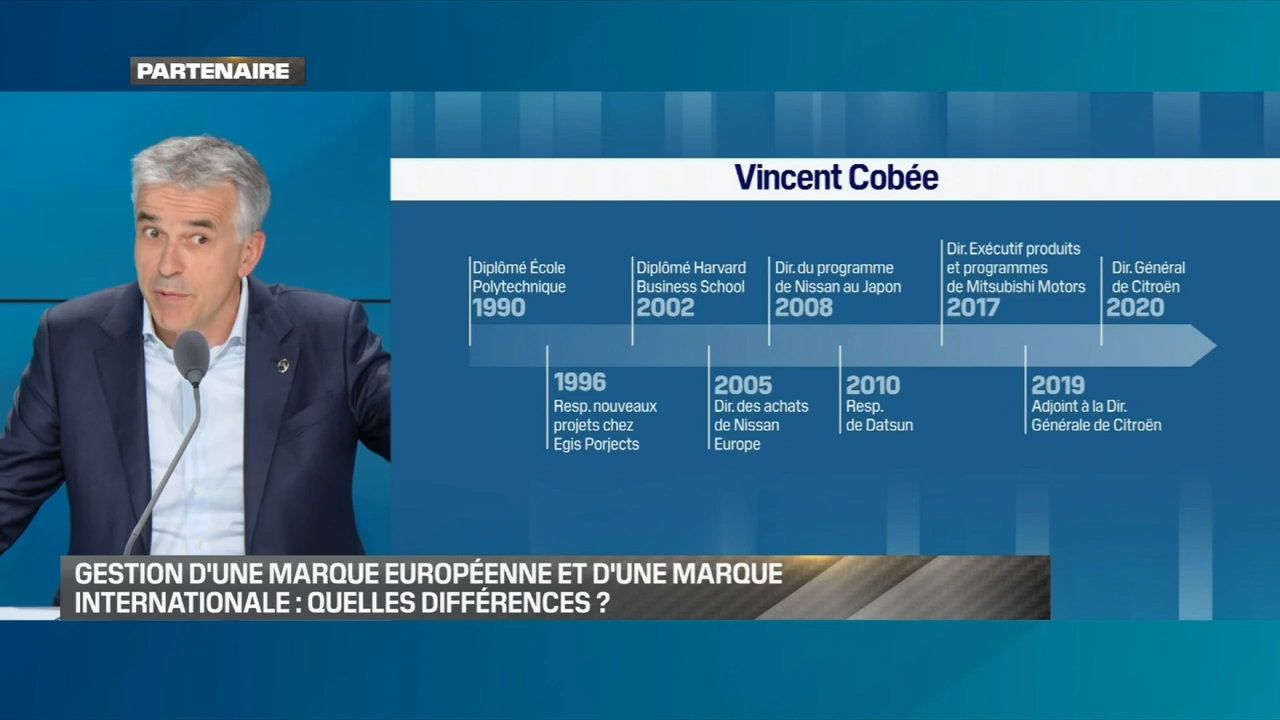 PARTENAIRE
Vincent Cobée
Diplômé École
Polytechnique
1990
Diplômé Harvard
Business School
2002
Dir. du programme
de Nissan au Japon
2008
Dir. Exécutif produits
et programmes
de Mitsubishi Motors
2017
Dir. Général
de Citroën
2020
1996
Resp. nouveaux
projets chez
Egis Porjects
2005
Dir. des achats
de Nissan
Europe
2010
Resp.
de Datsun
2019
Adjoint à la Dir.
Générale de Citroën
GESTION D'UNE MARQUE EUROPÉENNE ET D'UNE MARQUE
INTERNATIONALE : QUELLES DIFFÉRENCES ?